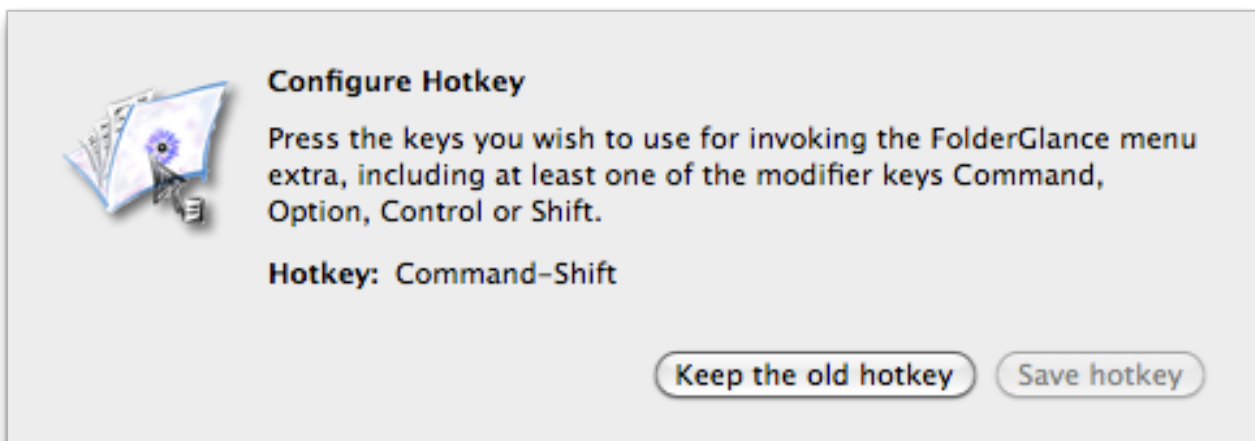 Configure Hotkey
Press the keys you wish to use for invoking the FolderGlance menu
extra, including at least one of the modifier keys Command,
Option, Control or Shift.
Hotkey: Command-Shift
Keep the old hotkey Save hotkey